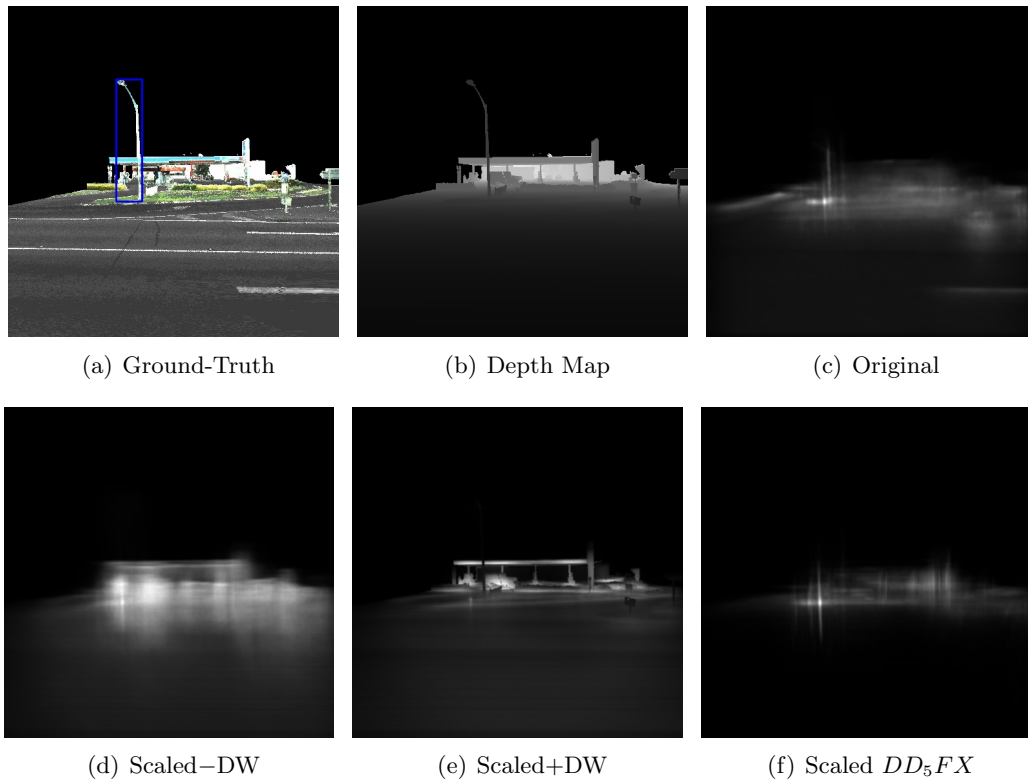 (a) Ground-Truth
(b) Depth Map
(c) Original
(d) Scaled−DW
(e) Scaled+DW
(f) Scaled DD₅FX